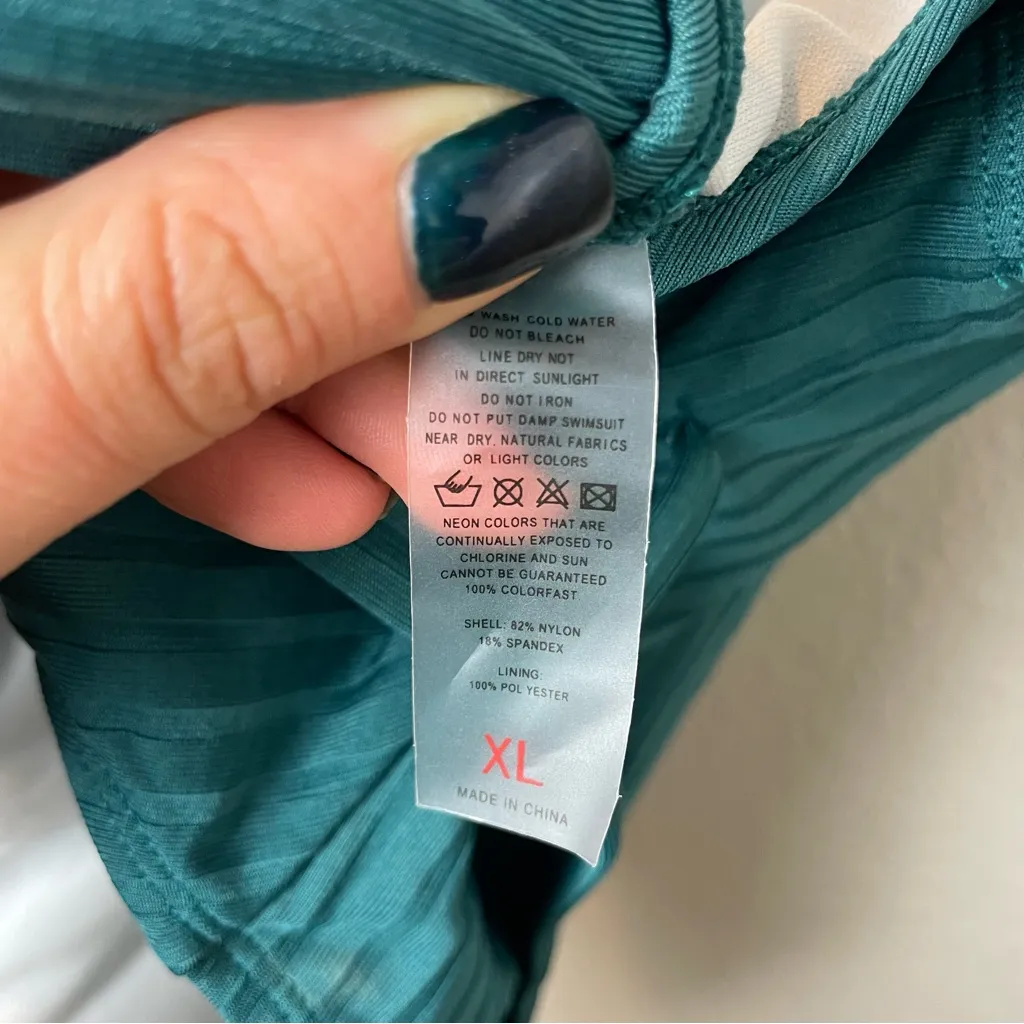 WASH COLD WATER
DO NOT BLEACH
LINE DRY NOT
IN DIRECT SUNLIGHT
DO NOT IRON
DO NOT PUT DAMP SWIMSUIT
NEAR DRY, NATURAL FABRICS
OR LIGHT COLORS
NEON COLORS THAT ARE
CONTINUALLY EXPOSED TO
CHLORINE AND SUN
CANNOT BE GUARANTEED
100% COLORFAST
SHELL: 82% NYLON
18% SPANDEX
LINING:
100% POLYESTER
XL
MADE IN CHINA